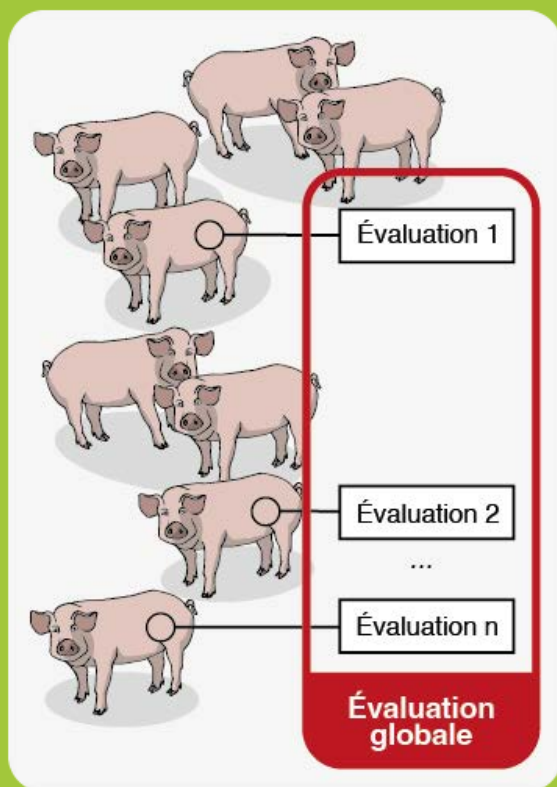 Évaluation 1
Évaluation 2
...
Évaluation n
Évaluation
globale